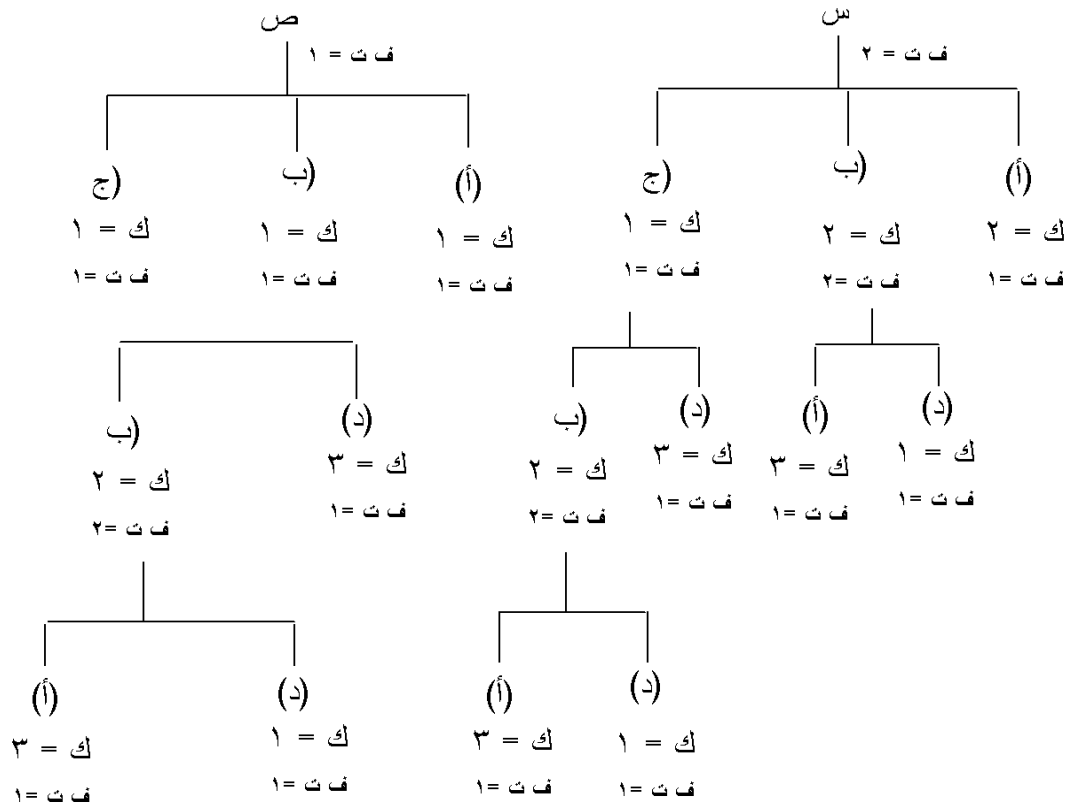 س
ص
ف ت = ٢
ف ت = ١
(أ)
ب)
ج)
(أ)
ب)
ج)
ك = ٢
ك = ٢
ك = ١
ك = ١
ك = ١
ك = ١
ف ت =١
ف ت =٢
ف ت =١
ف ت =١
ف ت =١
ف ت =١
(د)
(أ)
(د)
ب)
(د)
ب)
ك = ١
ك = ٣
ك = ٣
ك = ٢
ك = ٣
ك = ٢
ف ت =١
ف ت =١
ف ت =١
ف ت =٢
ف ت =١
ف ت =٢
(د)
(أ)
(د)
(أ)
ك = ١
ك = ٣
ك = ١
ك = ٣
ف ت =١
ف ت =١
ف ت =١
ف ت =١